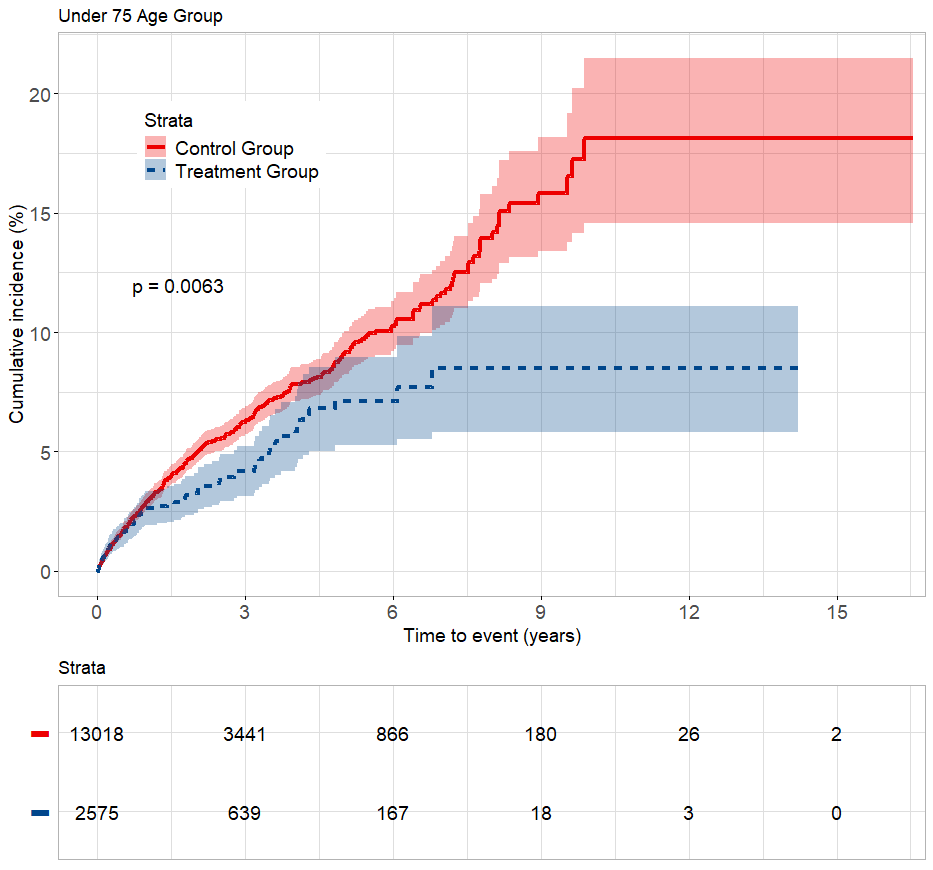 Under 75 Age Group
20
15
10
5
0
Cumulative incidence (%)
Strata
Control Group
Treatment Group
p = 0.0063
0 3 6 9 12 15
Time to event (years)
Strata
13018 3441 866 180 26 2
2575 639 167 18 3 0